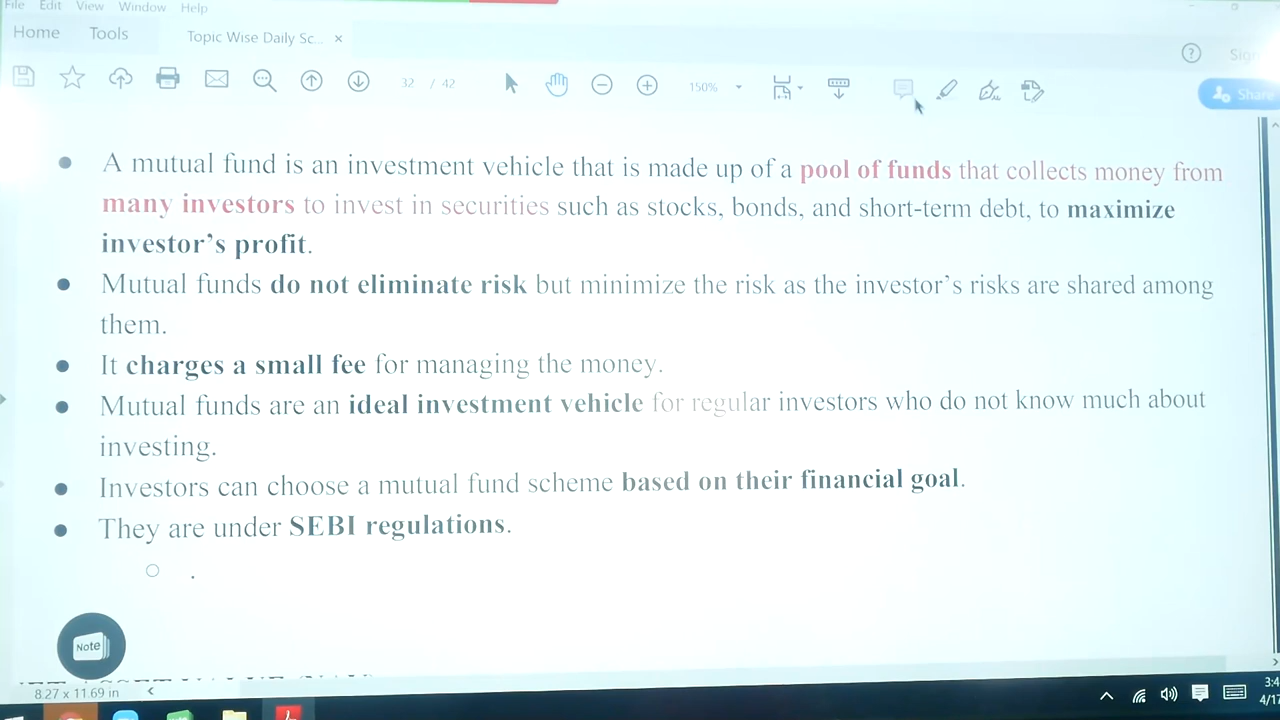 File Edit View Window Help
Home Tools Topic Wise Daily Sc... ×
32 / 42 150%
Share
A mutual fund is an investment vehicle that is made up of a pool of funds that collects money from
many investors to invest in securities such as stocks, bonds, and short-term debt, to maximize
investor’s profit.
Mutual funds do not eliminate risk but minimize the risk as the investor’s risks are shared among
them.
It charges a small fee for managing the money.
Mutual funds are an ideal investment vehicle for regular investors who do not know much about
investing.
Investors can choose a mutual fund scheme based on their financial goal.
They are under SEBI regulations.
.
Note
8.27 x 11.69 in
3:4
4/17